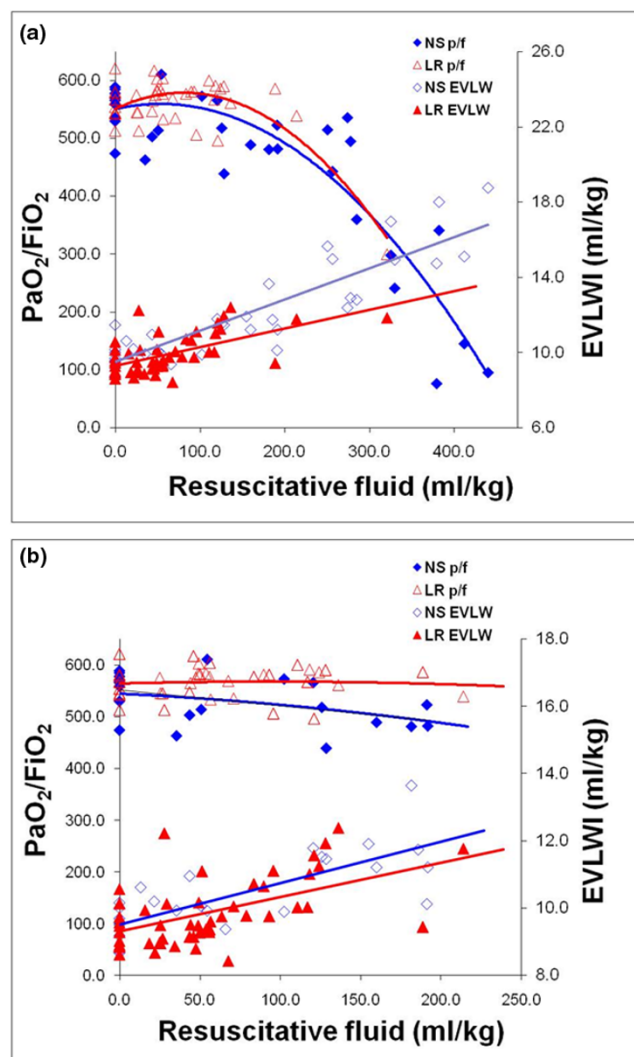 (a)
NS p/f
LR p/f
NS EVLW
LR EVLW
600.0
500.0
400.0
300.0
200.0
100.0
0.0
PaO2/FiO2
26.0
22.0
18.0
14.0
10.0
6.0
EVLWI (ml/kg)
0.0 100.0 200.0 300.0 400.0
Resuscitative fluid (ml/kg)
(b)
NS p/f
LR p/f
NS EVLW
LR EVLW
600.0
500.0
400.0
300.0
200.0
100.0
0.0
PaO2/FiO2
18.0
16.0
14.0
12.0
10.0
8.0
EVLWI (ml/kg)
0.0 50.0 100.0 150.0 200.0 250.0
Resuscitative fluid (ml/kg)